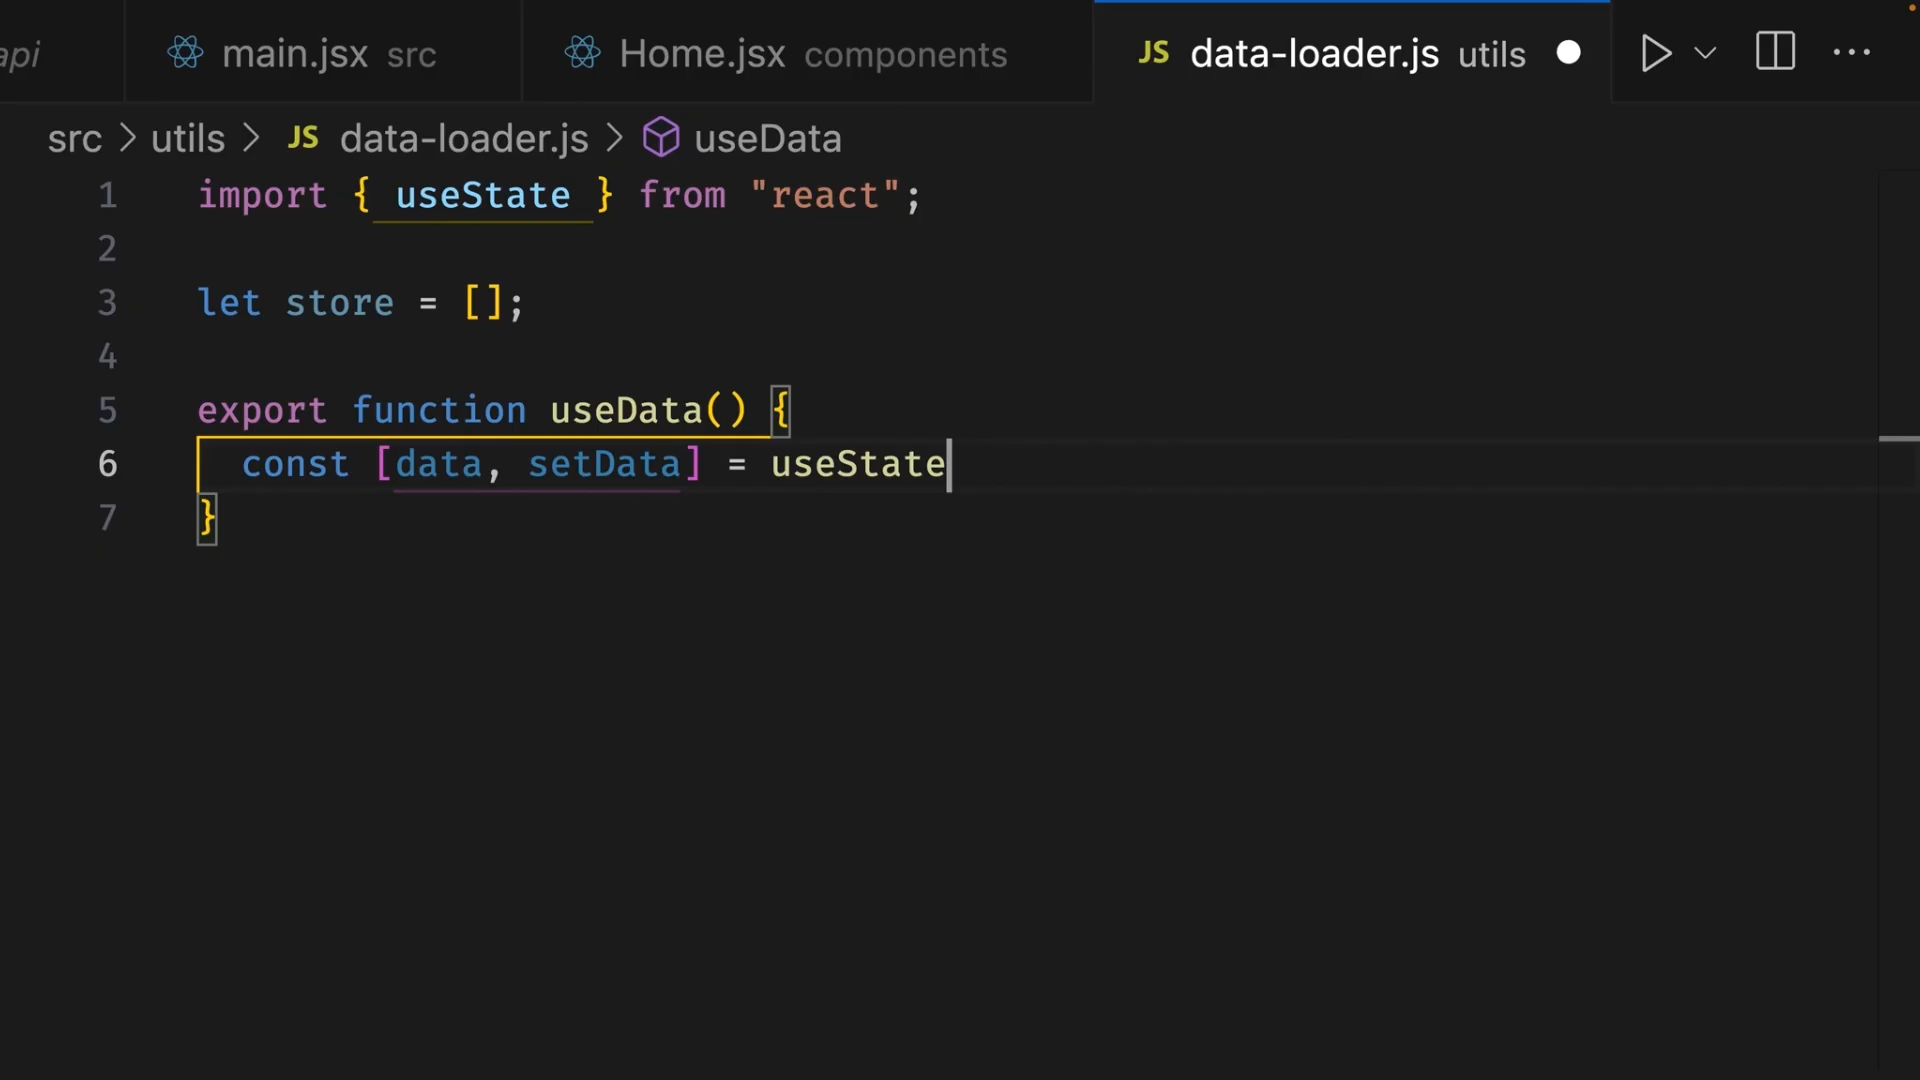 api
main.jsx src
Home.jsx components
JS data-loader.js utils
src > utils > JS data-loader.js > useData
1 import { useState } from "react";
2
3 let store = [];
4
5 export function useData() {
6 const [data, setData] = useState
7 }